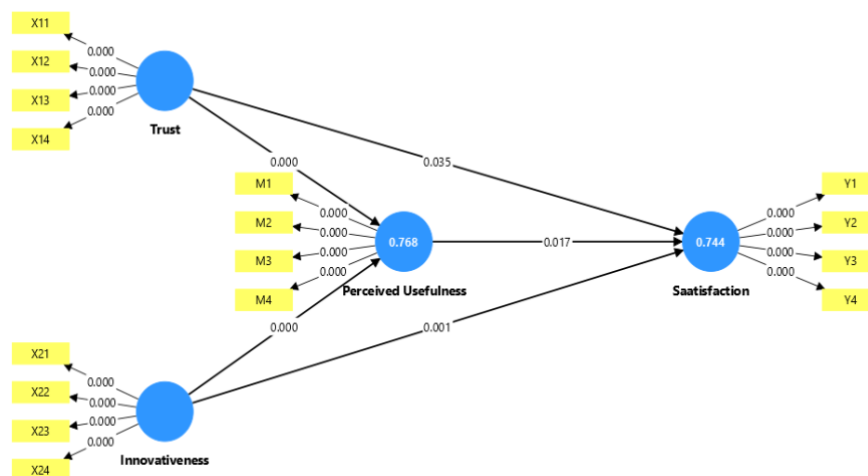 X11
0.000
X12
0.000
X13
0.000
X14
0.000
Trust
0.000
0.035
M1
0.000
M2
0.000
M3
0.000
M4
0.000
0.768
Perceived Usefulness
0.017
0.744
Saatisfaction
Y1
0.000
Y2
0.000
Y3
0.000
Y4
0.000
0.000
0.001
X21
0.000
X22
0.000
X23
0.000
X24
0.000
Innovativeness